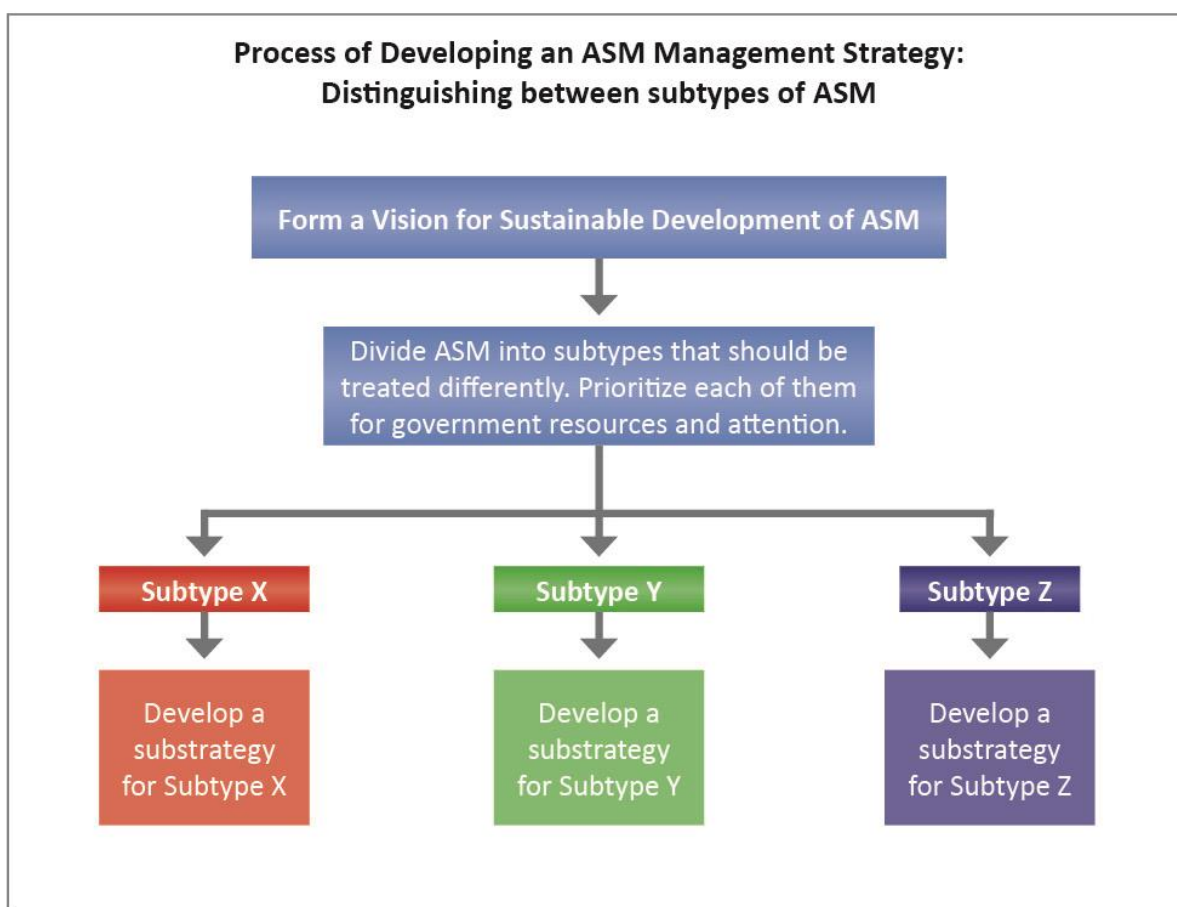 Process of Developing an ASM Management Strategy:
Distinguishing between subtypes of ASM
Form a Vision for Sustainable Development of ASM
Divide ASM into subtypes that should be
treated differently. Prioritize each of them
for government resources and attention.
Subtype X
Subtype Y
Subtype Z
Develop a
substrategy
for Subtype X
Develop a
substrategy
for Subtype Y
Develop a
substrategy
for Subtype Z